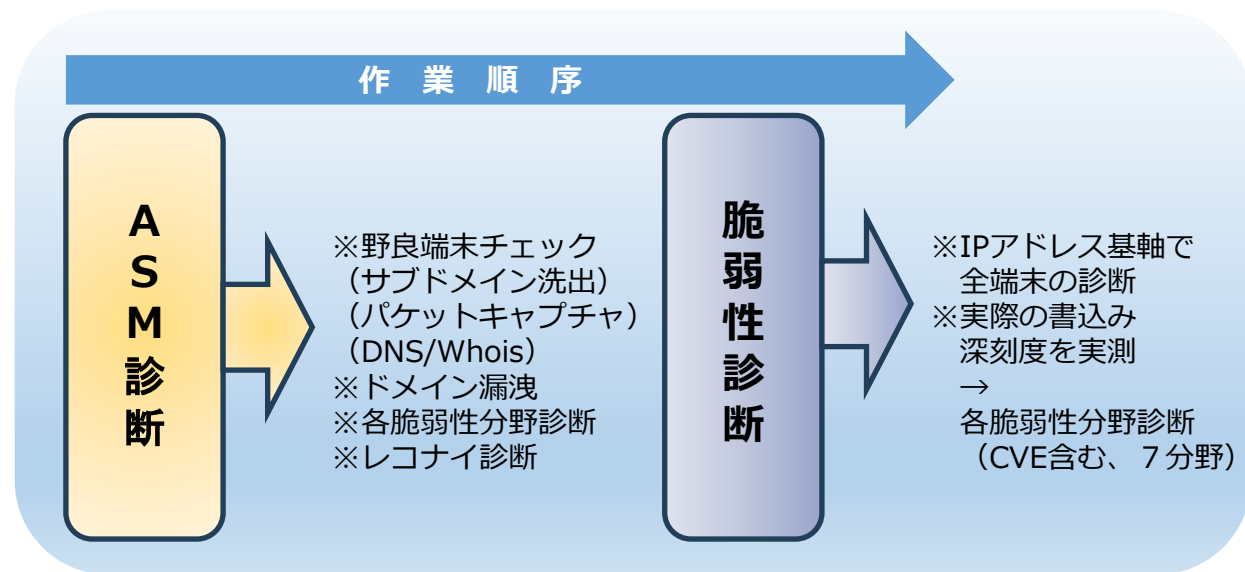 作業順序
ASM診断
※野良端末チェック
（サブドメイン洗出）
（パケットキャプチャ）
（DNS/Whois）
※ドメイン漏洩
※各脆弱性分野診断
※レコナイ診断
脆弱性診断
※IPアドレス基軸で
全端末の診断
※実際の書込み
深刻度を実測
→
各脆弱性分野診断
（CVE含む、７分野）